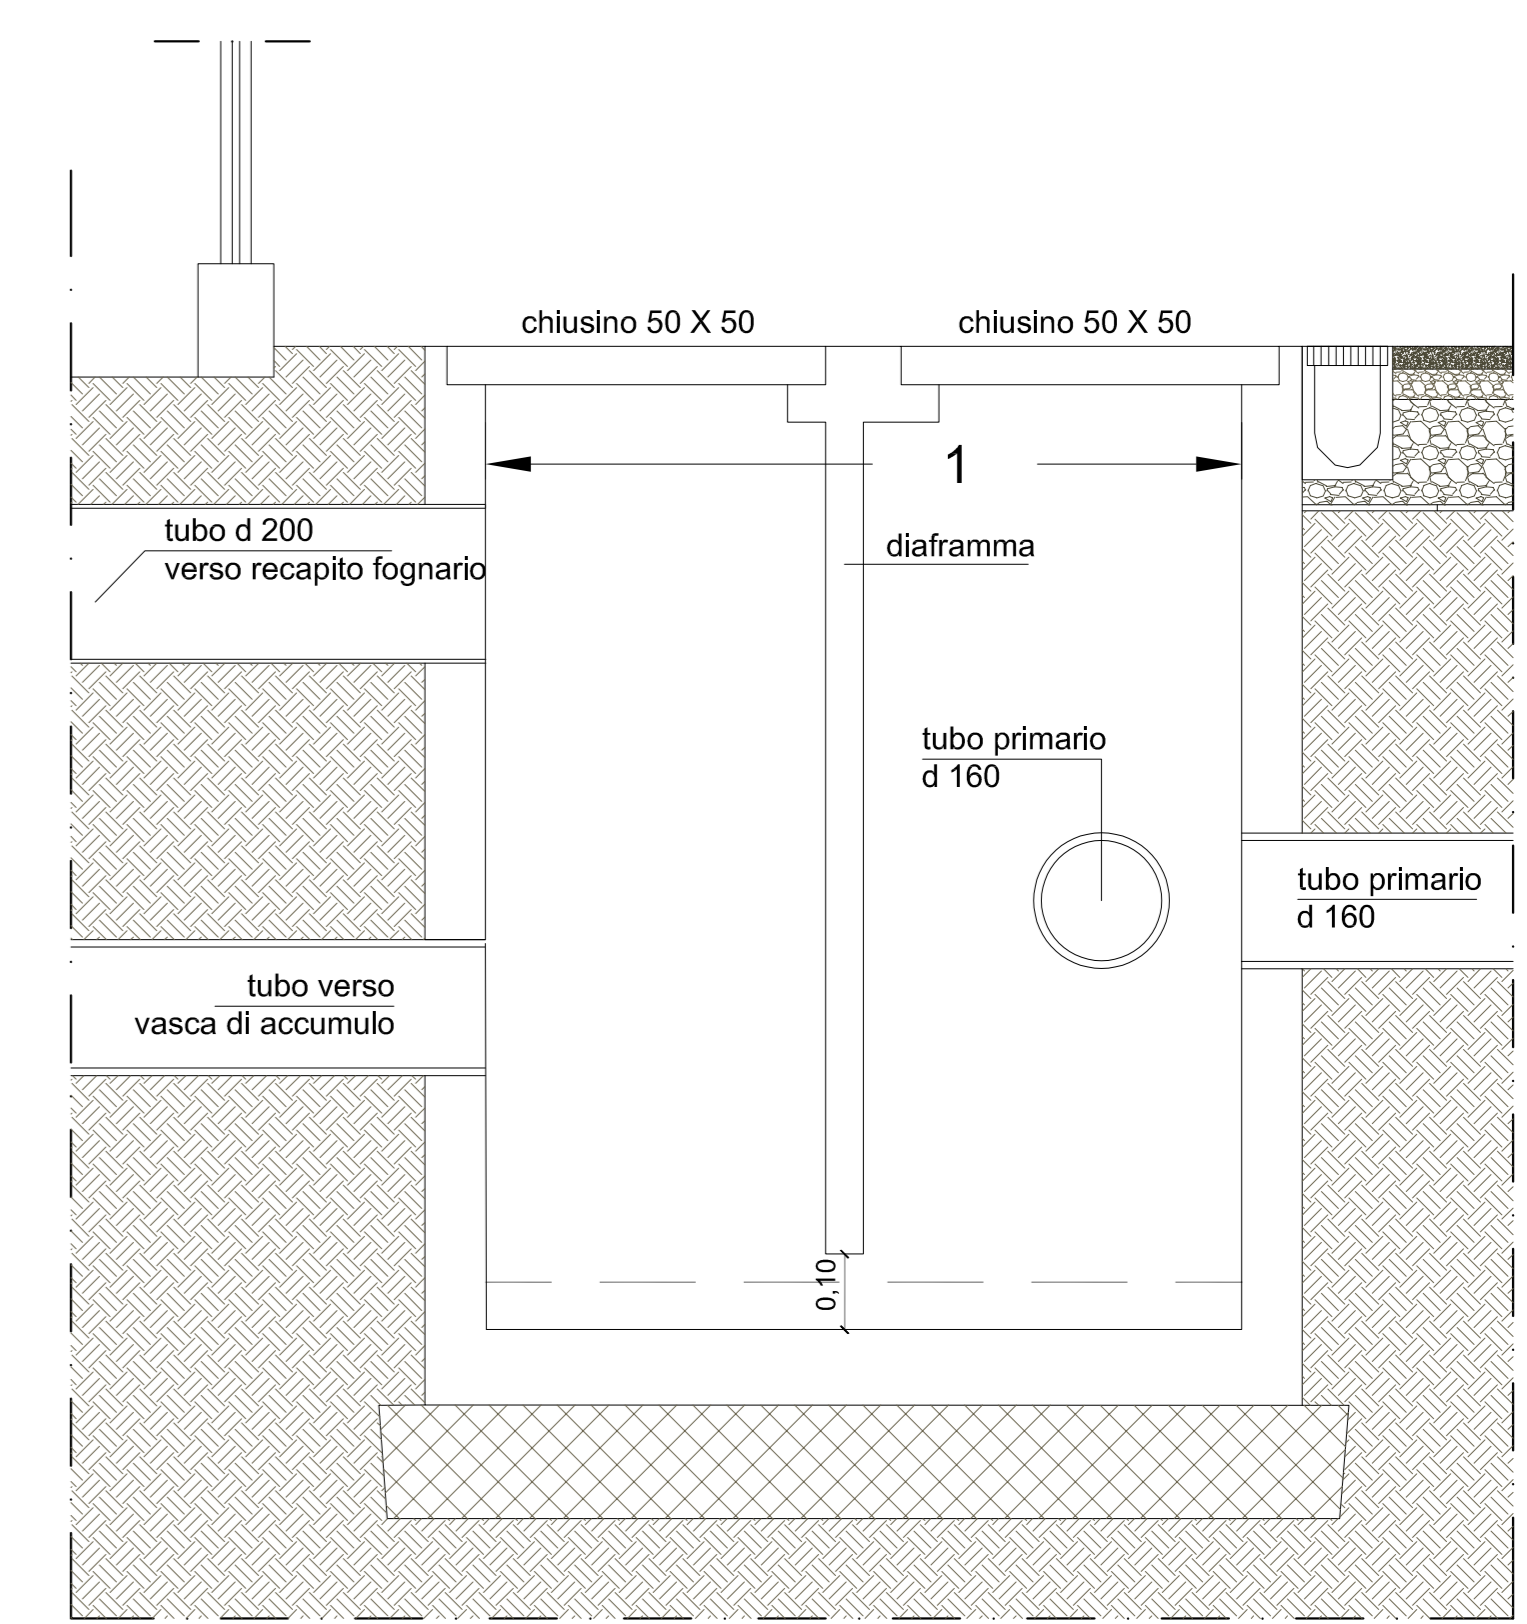 chiusino 50 X 50
chiusino 50 X 50
1
tubo d 200
verso recapito fognario
diaframma
tubo primario
d 160
tubo primario
d 160
tubo verso
vasca di accumulo
0,10